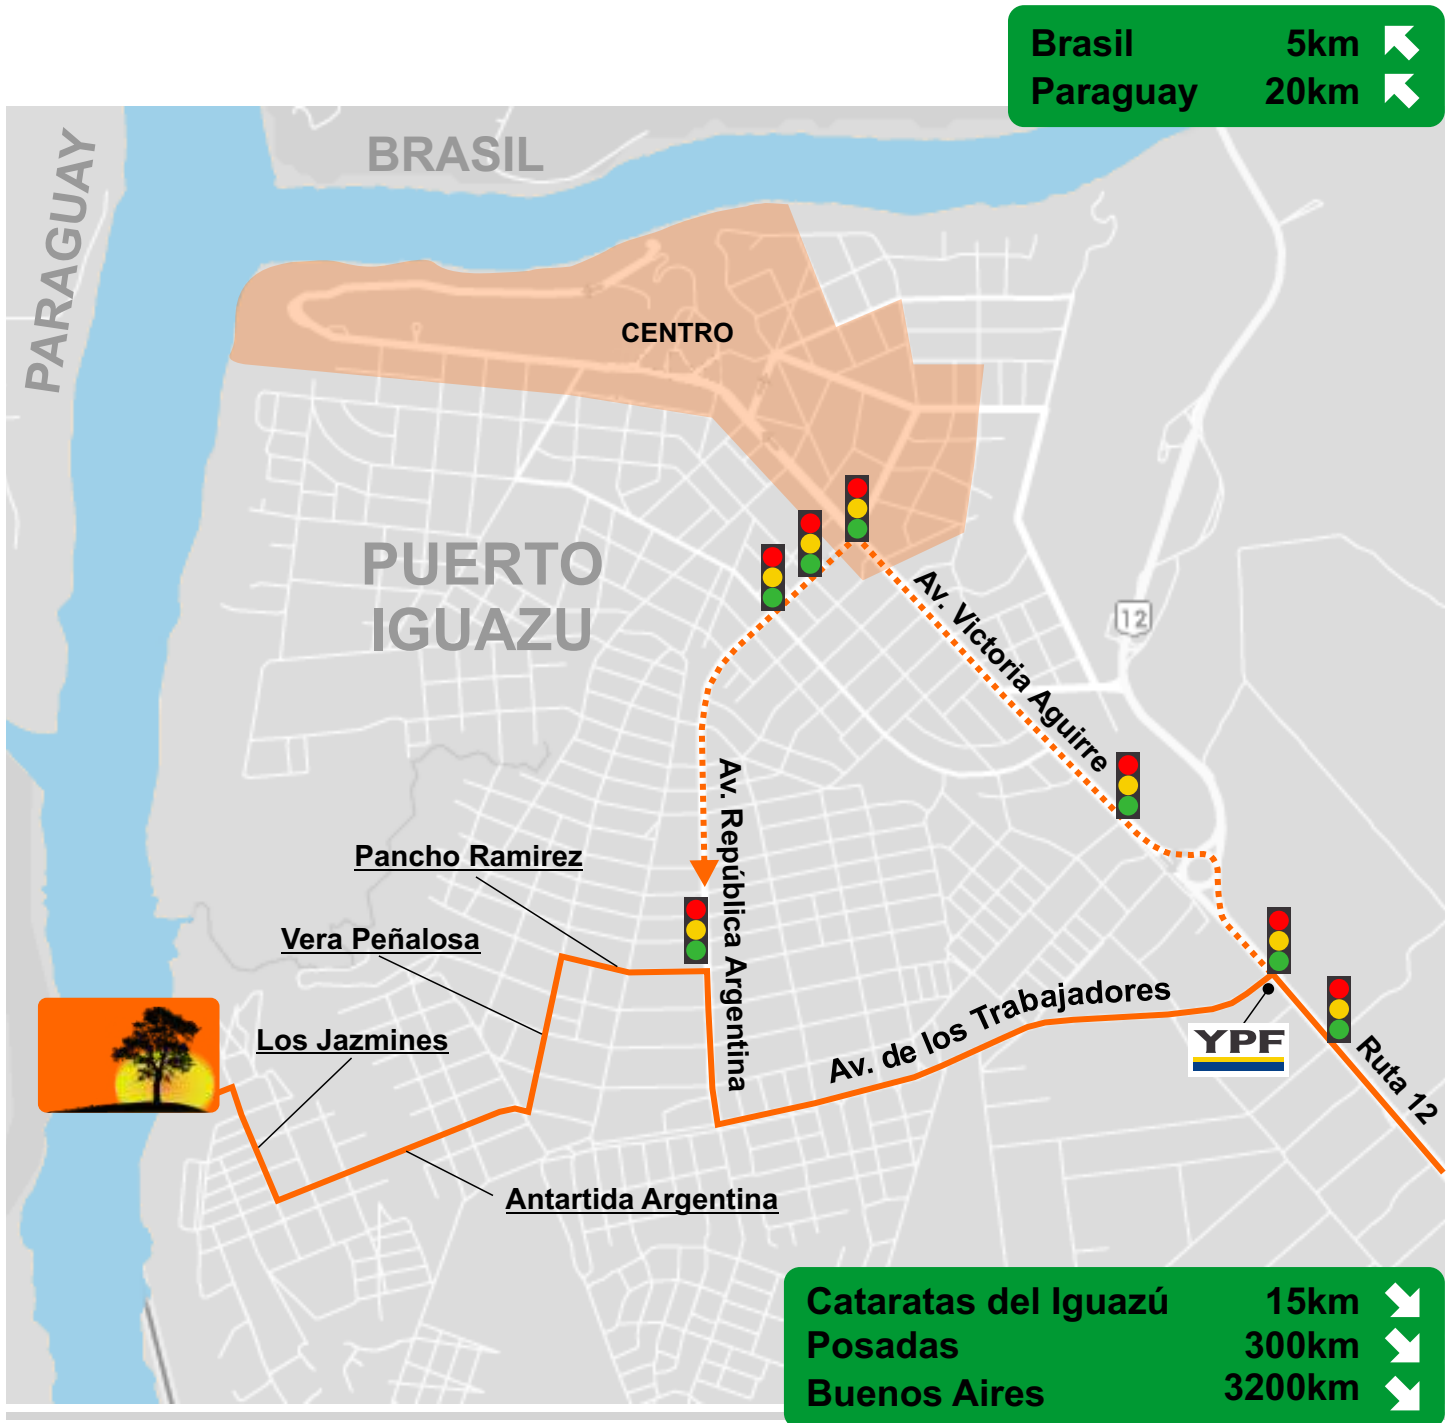 Brasil 5km
Paraguay 20km
BRASIL
PARAGUAY
CENTRO
PUERTO
IGUAZU
12
Av. Victoria Aguirre
Av. República Argentina
Pancho Ramirez
Vera Peñalosa
Los Jazmines
Av. de los Trabajadores
YPF
Ruta 12
Antartida Argentina
Cataratas del Iguazú 15km
Posadas 300km
Buenos Aires 3200km